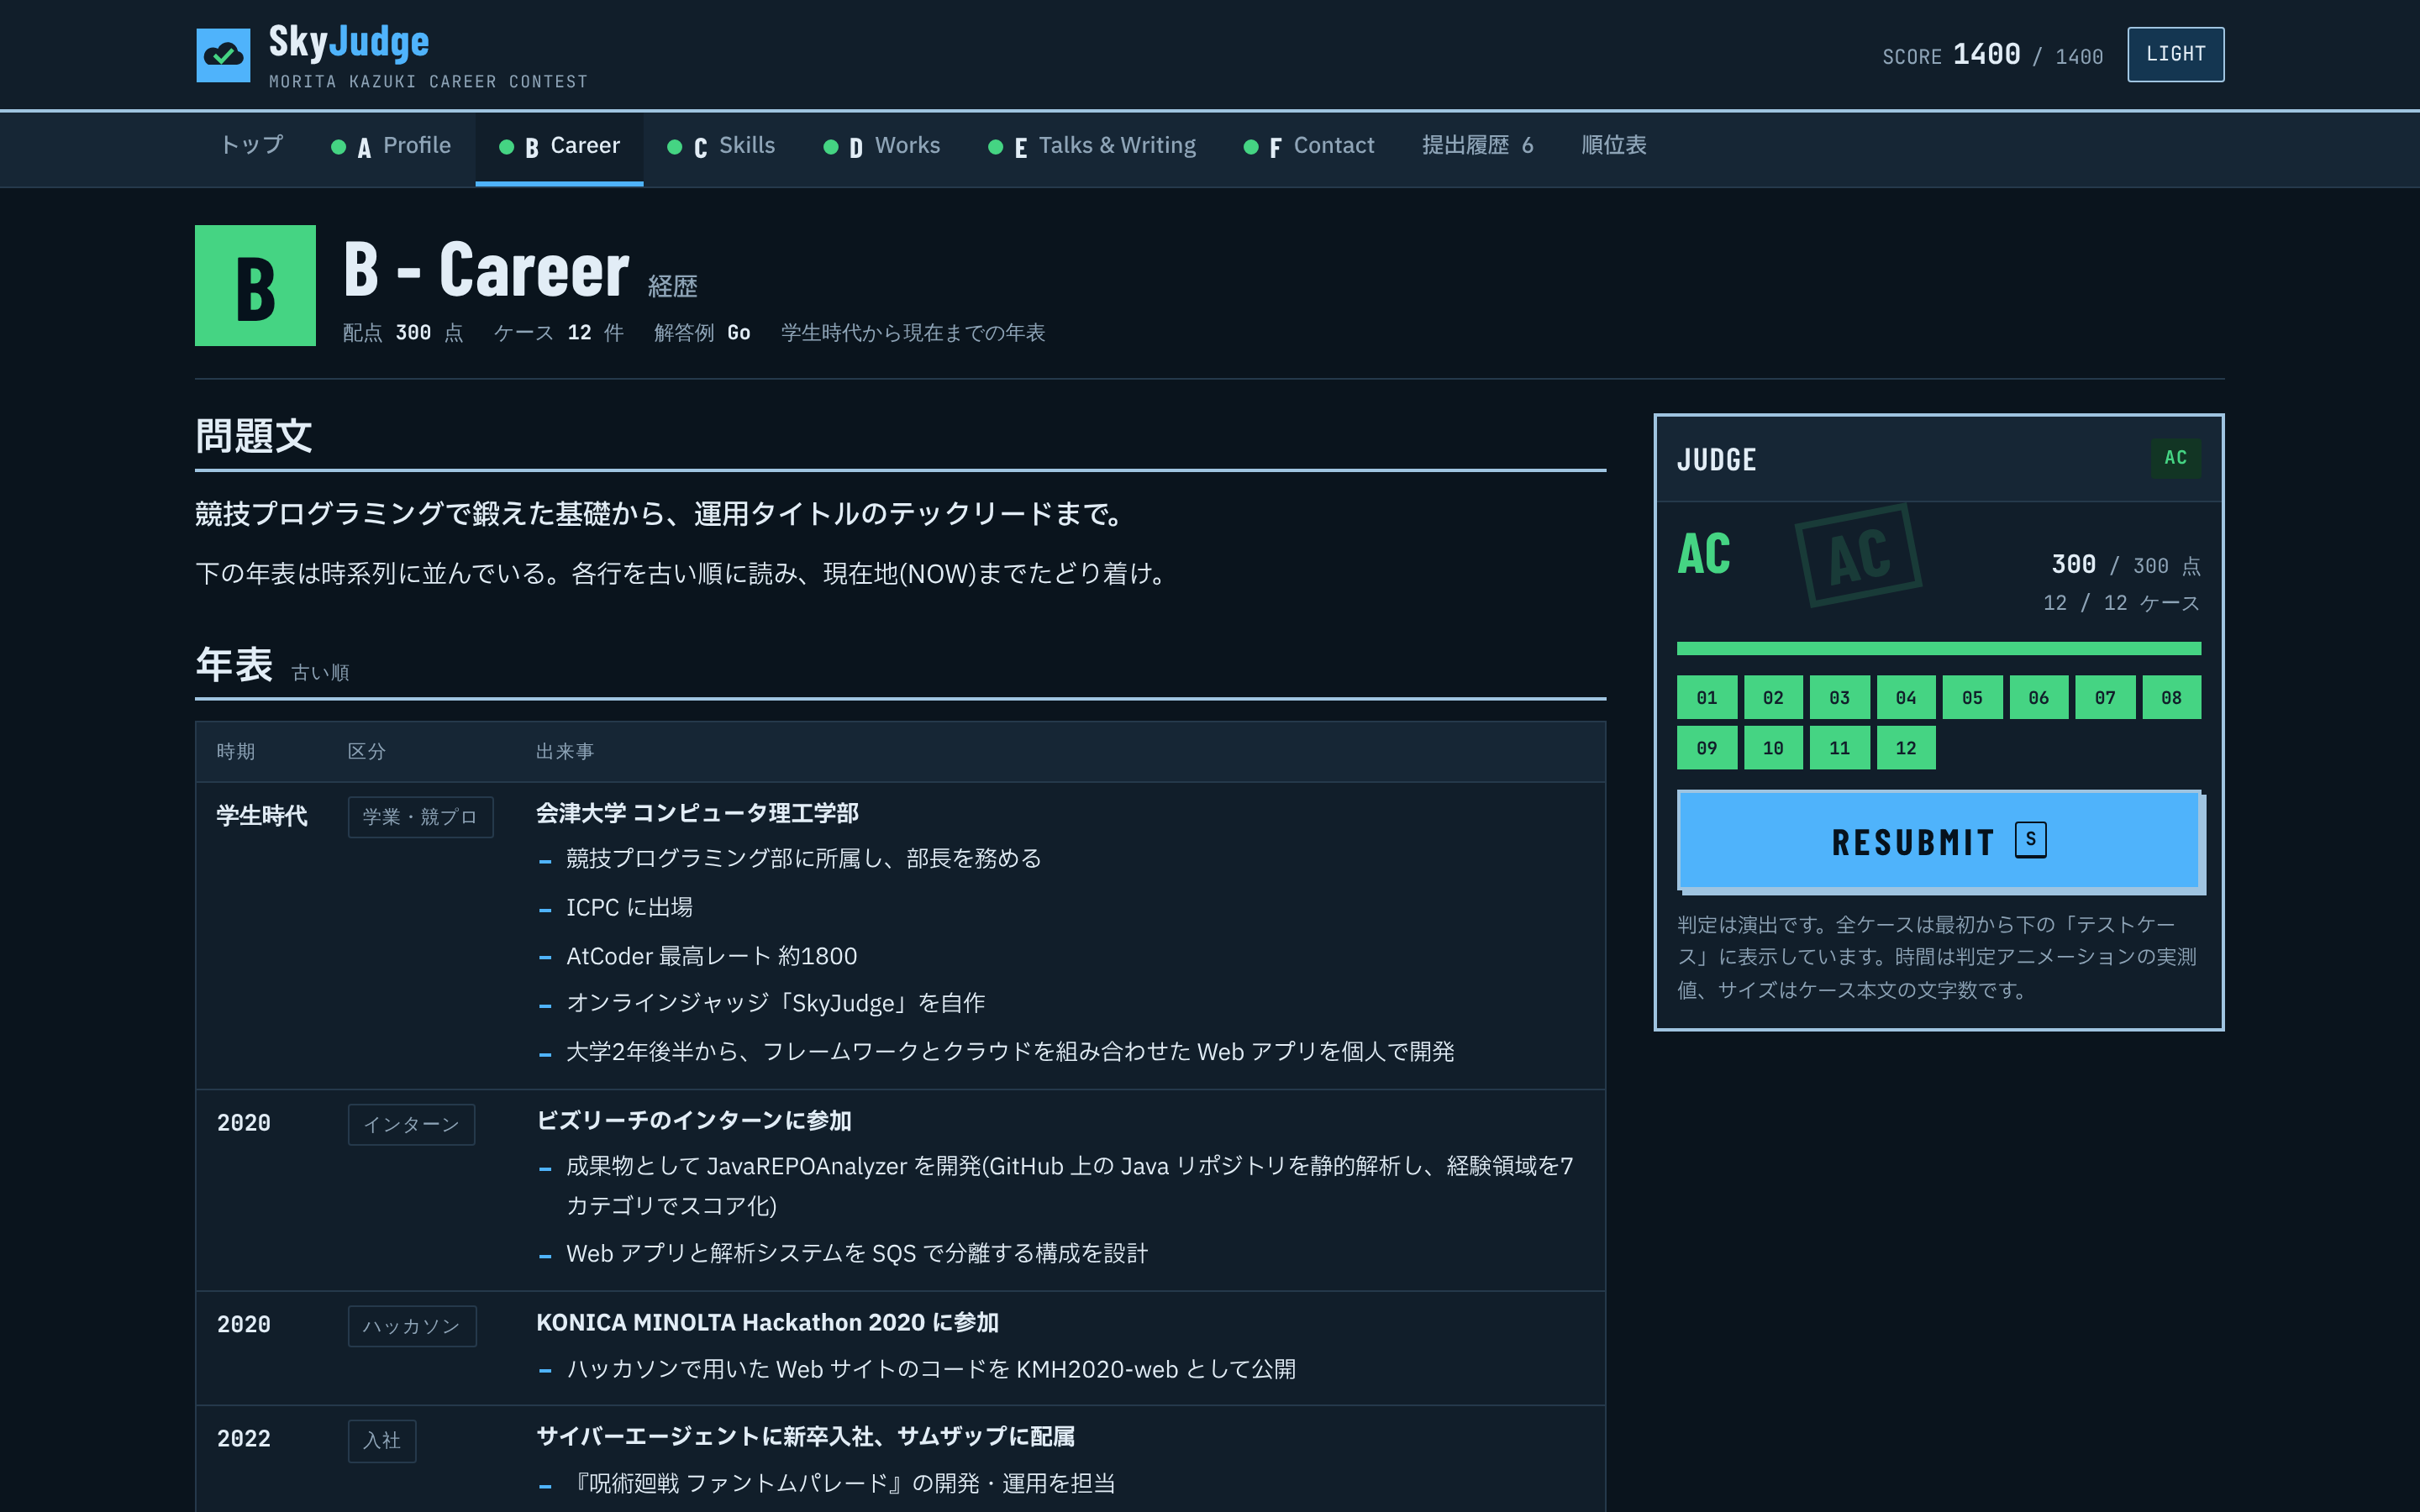 SkyJudge
MORITA KAZUKI CAREER CONTEST
SCORE 1400 / 1400
LIGHT
トップ
A Profile
B Career
C Skills
D Works
E Talks & Writing
F Contact
提出履歴 6
順位表
B
B - Career 経歴
配点 300 点 ケース 12 件 解答例 Go 学生時代から現在までの年表
問題文
競技プログラミングで鍛えた基礎から、運用タイトルのテックリードまで。
下の年表は時系列に並んでいる。各行を古い順に読み、現在地(NOW)までたどり着け。
年表 古い順
時期 区分 出来事
学生時代 学業・競プロ 会津大学 コンピュータ理工学部
競技プログラミング部に所属し、部長を務める
ICPC に出場
AtCoder 最高レート 約1800
オンラインジャッジ「SkyJudge」を自作
大学2年後半から、フレームワークとクラウドを組み合わせた Web アプリを個人で開発
2020 インターン ビズリーチのインターンに参加
成果物として JavaREPOAnalyzer を開発(GitHub 上の Java リポジトリを静的解析し、経験領域を7
カテゴリでスコア化)
Web アプリと解析システムを SQS で分離する構成を設計
2020 ハッカソン KONICA MINOLTA Hackathon 2020 に参加
ハッカソンで用いた Web サイトのコードを KMH2020-web として公開
2022 入社 サイバーエージェントに新卒入社、サムザップに配属
『呪術廻戦 ファントムパレード』の開発・運用を担当
JUDGE AC
AC
AC
300 / 300 点
12 / 12 ケース
01 02 03 04 05 06 07 08
09 10 11 12
RESUBMIT S
判定は演出です。全ケースは最初から下の「テストケー
ス」に表示しています。時間は判定アニメーションの実測
値、サイズはケース本文の文字数です。